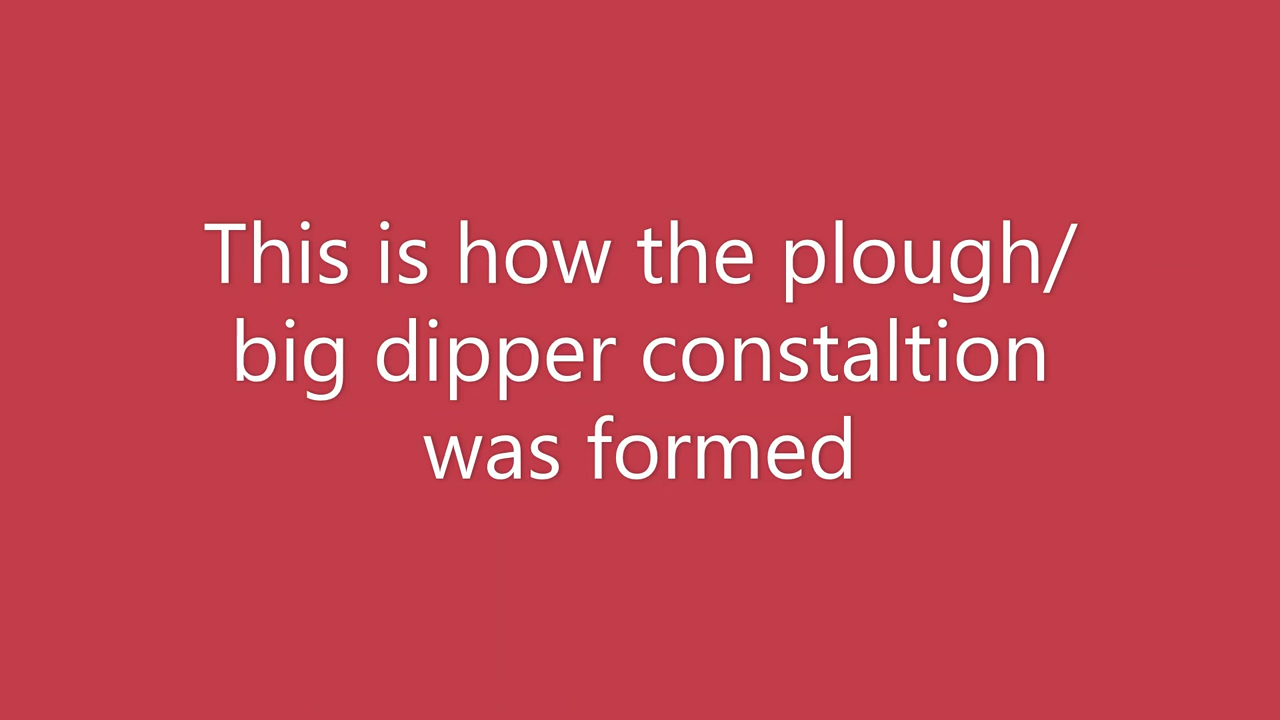 This is how the plough/
big dipper constaltion
was formed